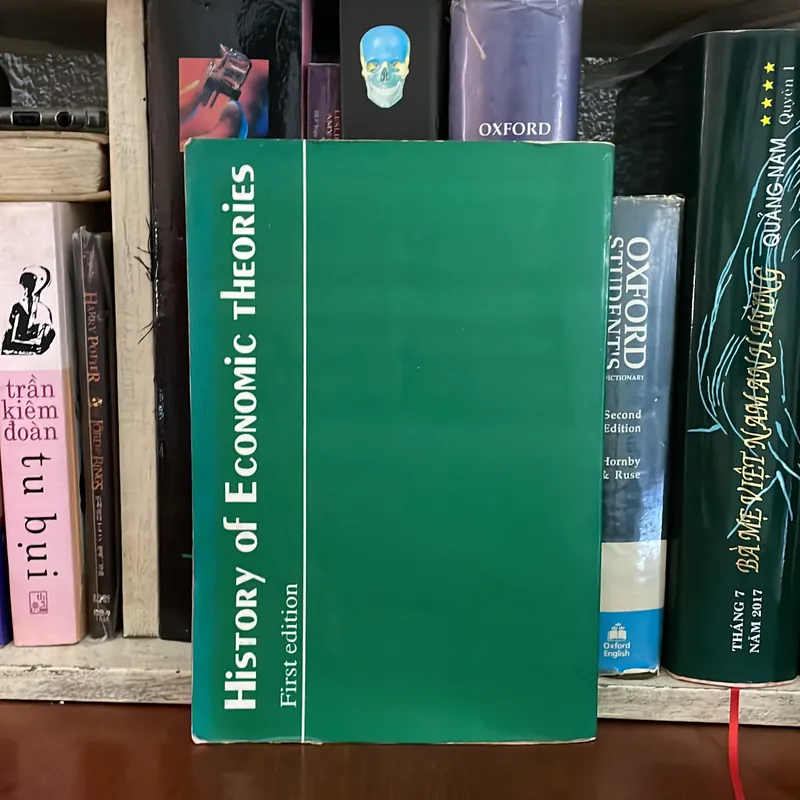 History of Economic Theories
First edition
OXFORD
trần
kiêm
đoàn
tu bụi
HARRY POTTER
OXFORD
STUDENT'S
DICTIONARY
Second
Edition
Hornby
& Ruse
Oxford
English
Quyển 1
QUẢNG NAM
BÀ MẸ VIỆT NAM ANH HÙNG
THÁNG 7
NĂM 2017